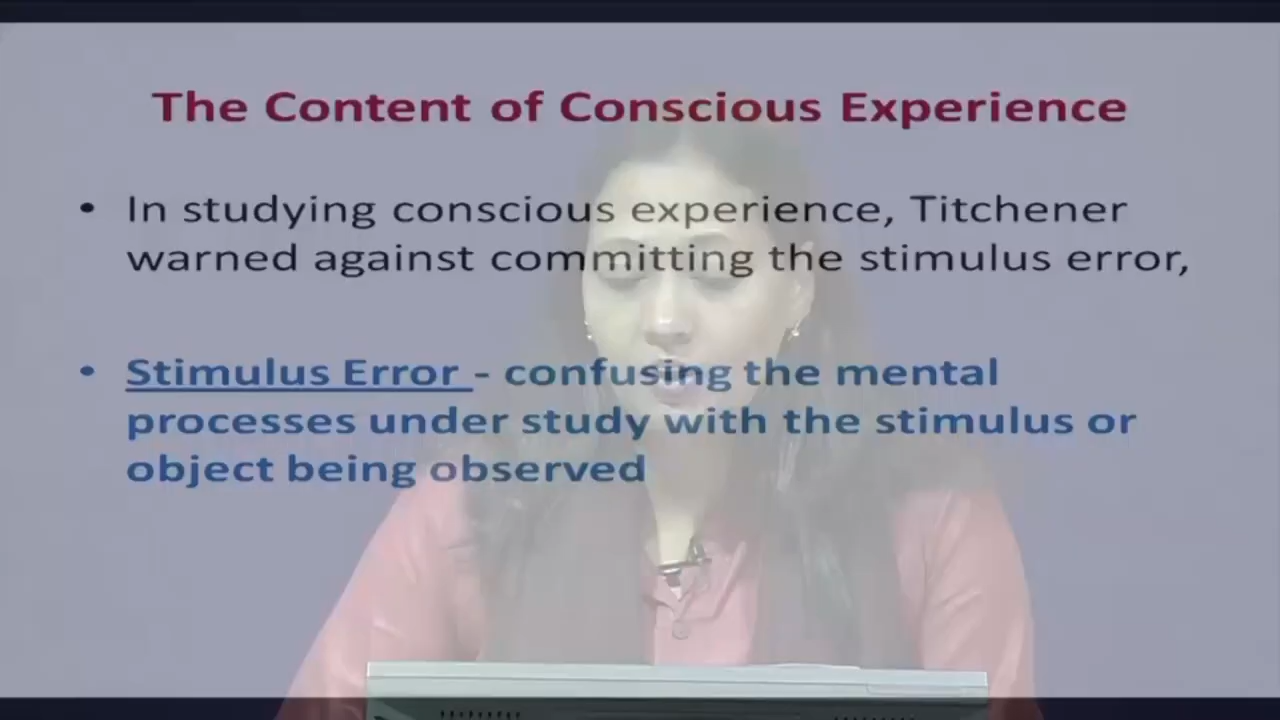 The Content of Conscious Experience
• In studying conscious experience, Titchener
warned against committing the stimulus error,
• Stimulus Error - confusing the mental
processes under study with the stimulus or
object being observed